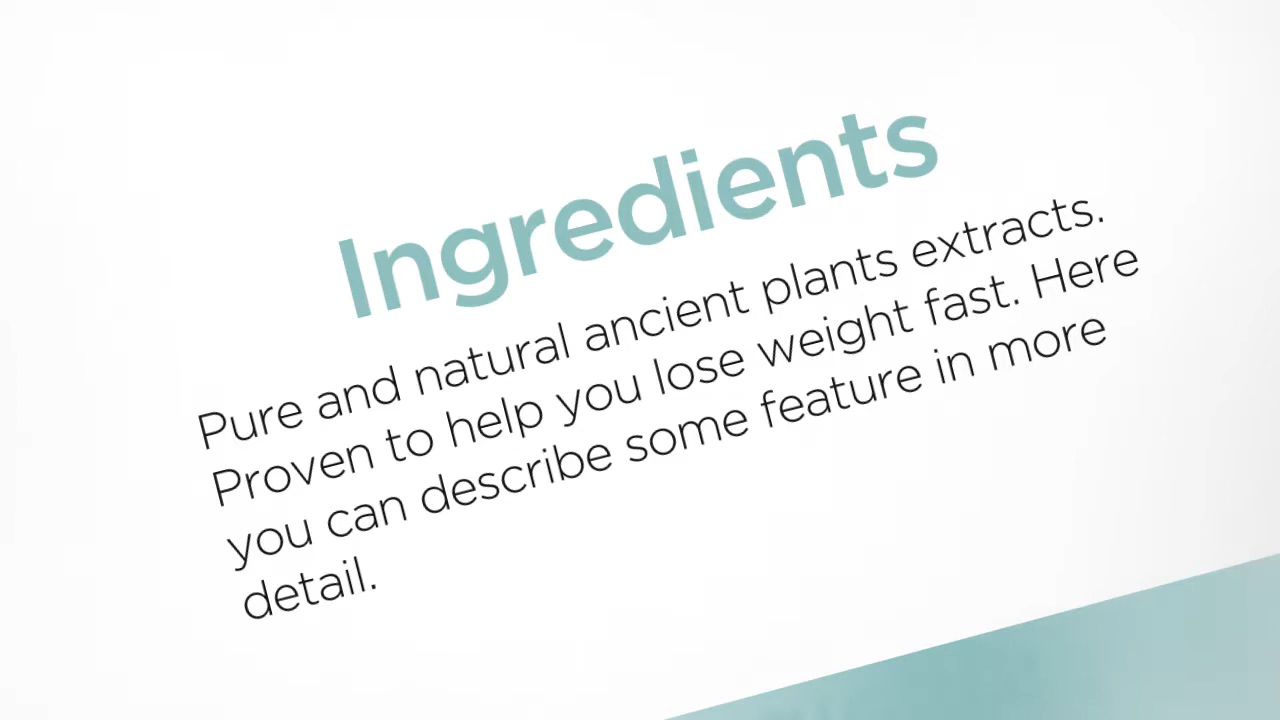 Ingredients
Pure and natural ancient plants extracts.
Proven to help you lose weight fast. Here
you can describe some feature in more
detail.